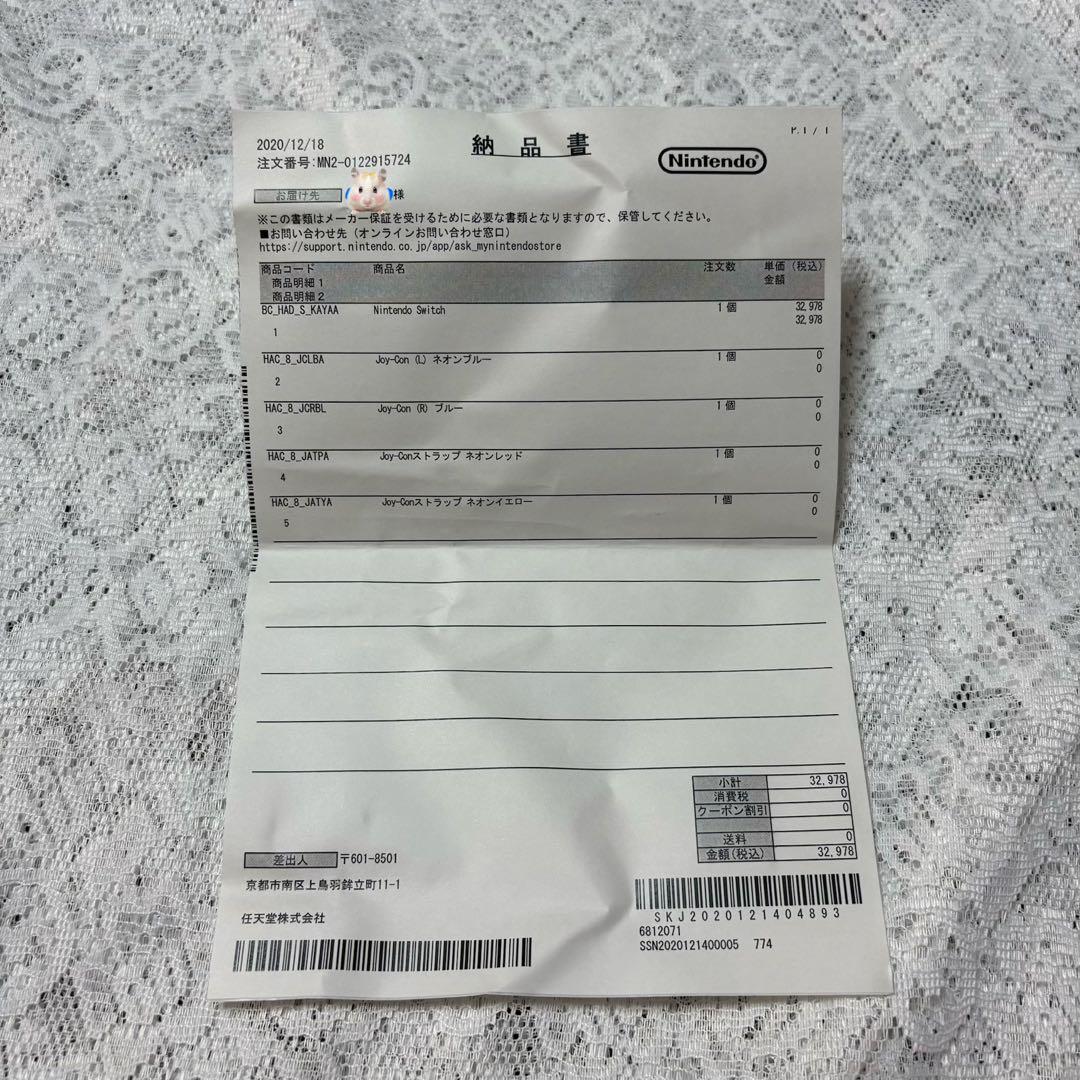 P.1/1
2020/12/18
納品書
注文番号:MN2-0122915724
Nintendo
お届け先 様
※この書類はメーカー保証を受けるために必要な書類となりますので、保管してください。
■お問い合わせ先(オンラインお問い合わせ窓口)
https://support.nintendo.co.jp/app/ask_mynintendostore
商品コード 商品名 注文数 単価(税込)
商品明細1 金額
商品明細2
BC_HAD_S_KAYAA Nintendo Switch 1個 32,978
32,978
1
HAC_8_JCLBA Joy-Con (L) ネオンブルー 1個 0
0
2
HAC_8_JCRBL Joy-Con (R) ブルー 1個 0
0
3
HAC_8_JATPA Joy-Conストラップ ネオンレッド 1個 0
0
4
HAC_8_JATYA Joy-Conストラップ ネオンイエロー 1個 0
0
5
小計 32,978
消費税 0
クーポン割引 0
送料 0
金額(税込) 32,978
差出人 〒601-8501
京都市南区上鳥羽鉾立町11-1
任天堂株式会社
SKJ2020121404893
6812071
SSN2020121400005 774